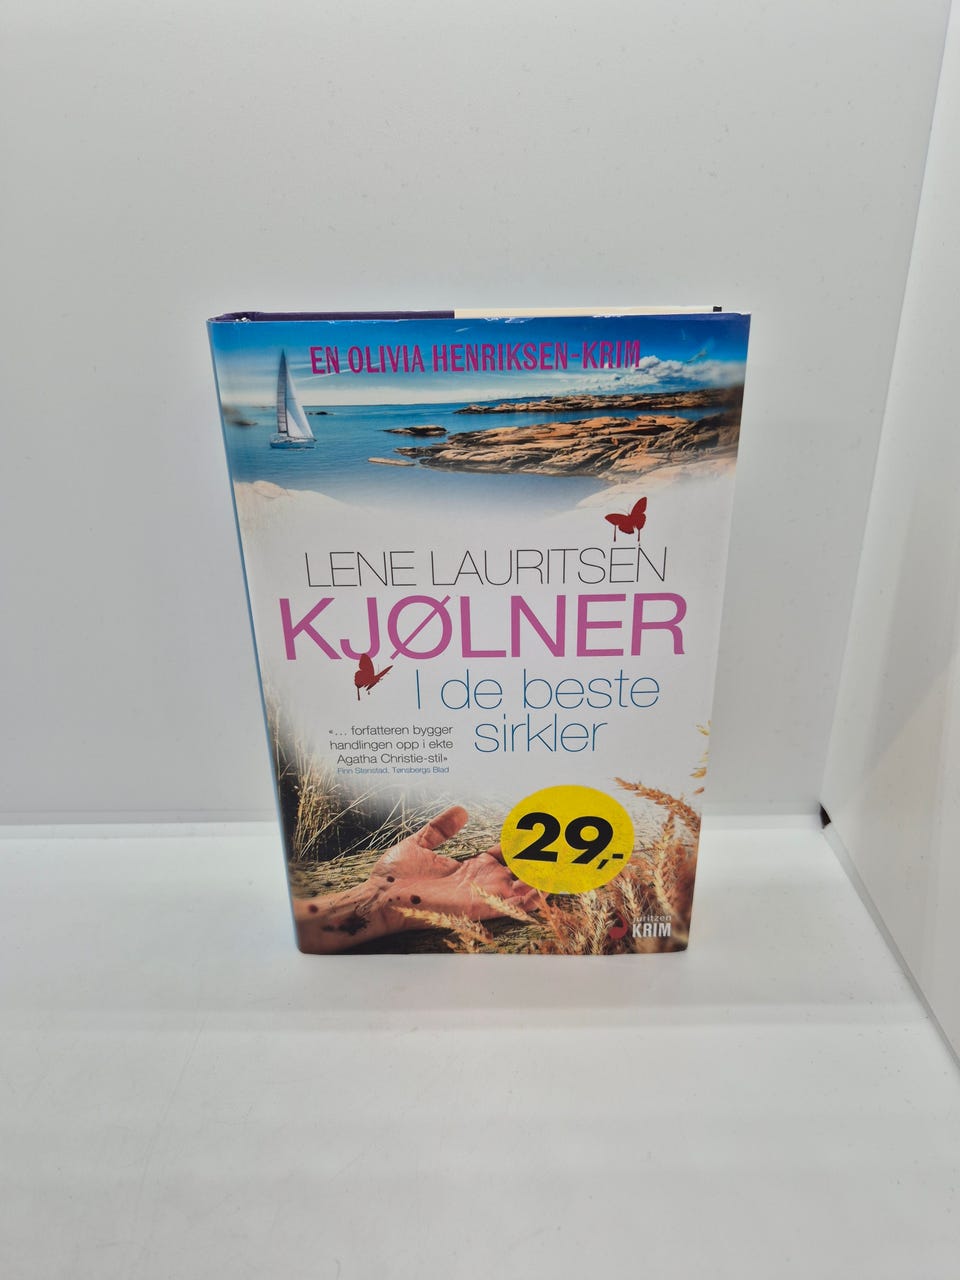 EN OLIVIA HENRIKSEN-KRIM
LENE LAURITSEN
KJØLNER
I de beste
sirkler
«... forfatteren bygger
handlingen opp i ekte
Agatha Christie-stil»
Finn Stenstad, Tønsbergs Blad
29,-
juritzen
KRIM